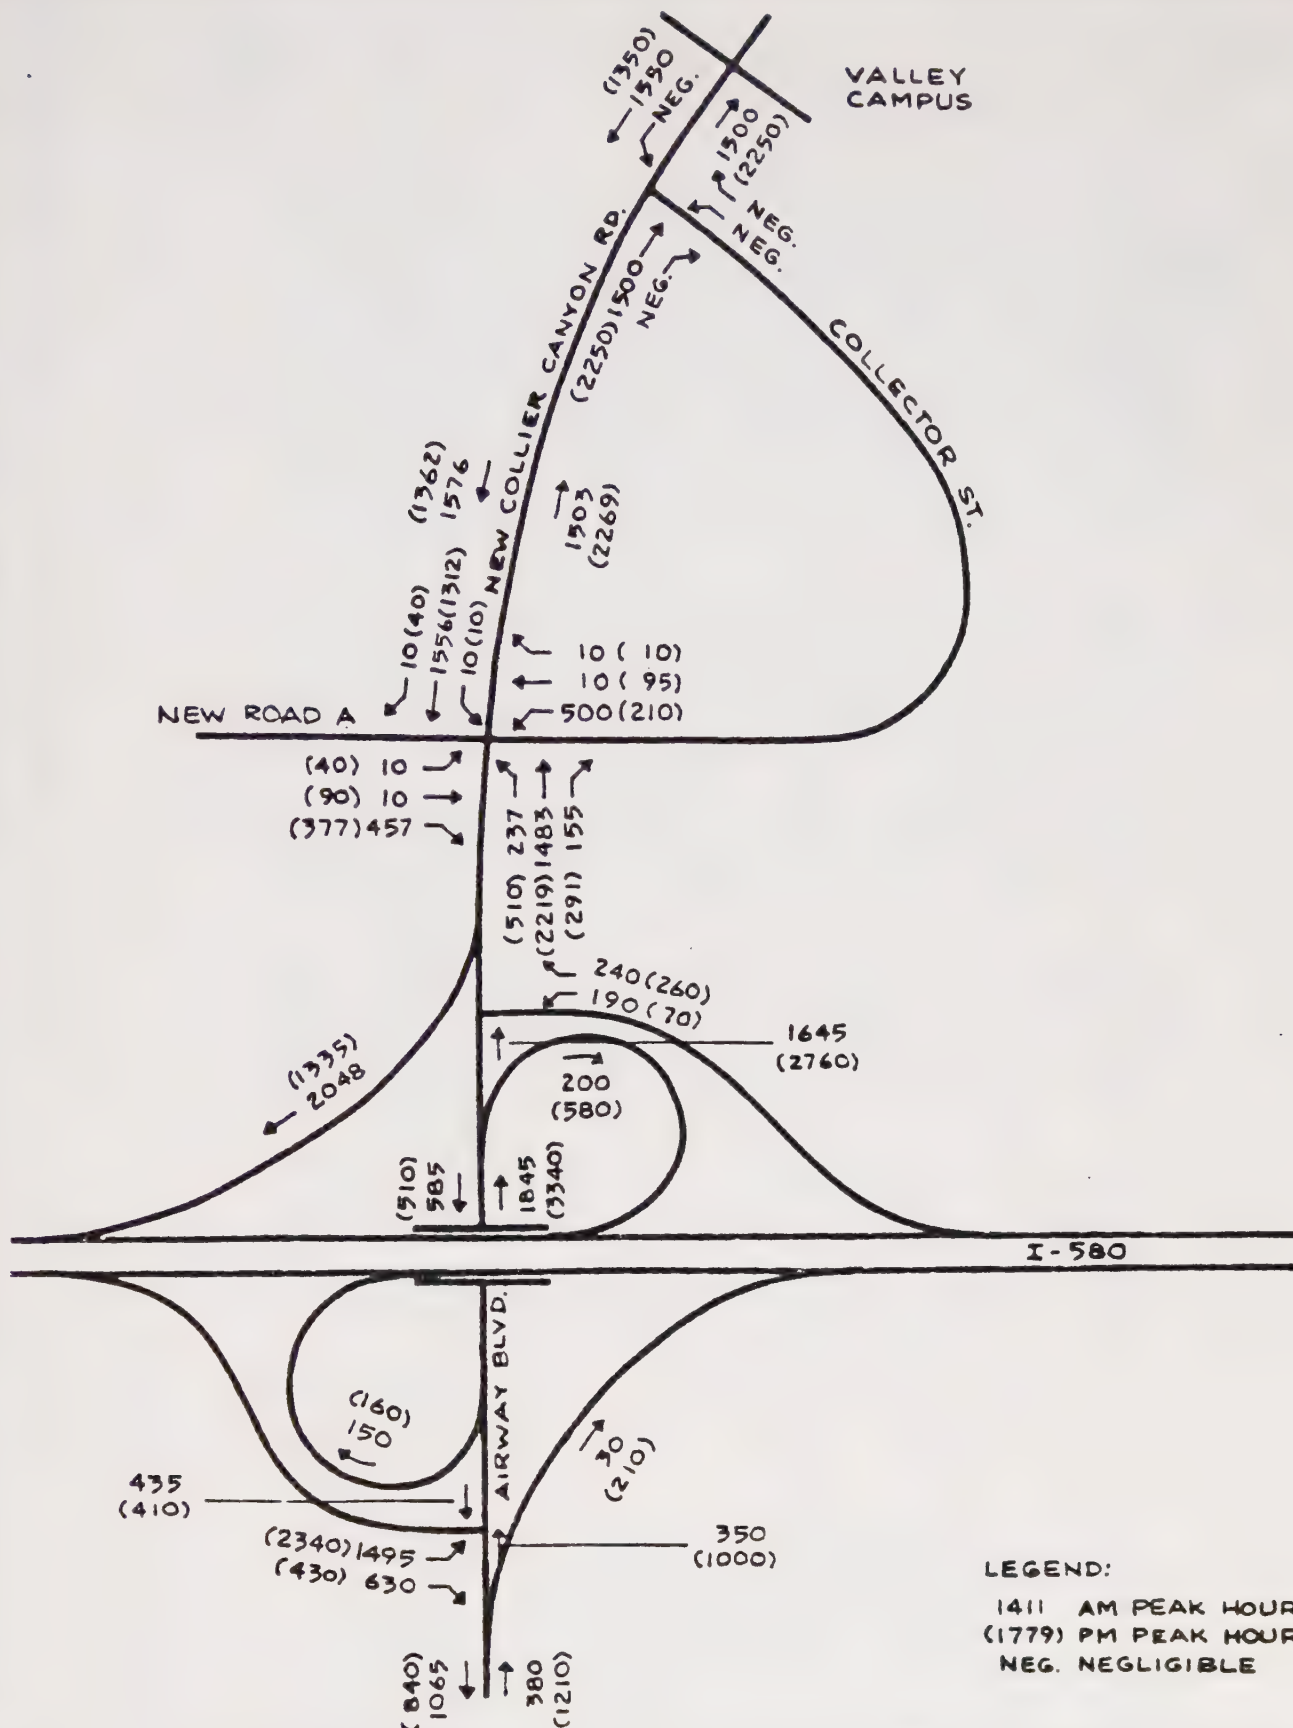 VALLEY
CAMPUS
(1350)
1350
NEG.
1500
(2250)
NEG.
NEG.
(2250) 1500
NEG.
NEW COLLIER CANYON RD.
COLLECTOR ST.
(1362)
1576
1503
(2269)
10(40)
1556(1312)
10(10)
10 ( 10)
10 ( 95)
500(210)
NEW ROAD A
(40) 10
(90) 10
(377)457
(510) 237
(2219)1483
(291) 155
240(260)
190(70)
1645
(2760)
200
(580)
(1335)
2048
(510)
585
1845
(3340)
I-580
AIRWAY BLVD.
(160)
150
30
(210)
435
(410)
(2340)1495
(430) 630
350
(1000)
(840)
1065
380
(1210)
LEGEND:
1411 AM PEAK HOUR
(1779) PM PEAK HOUR
NEG. NEGLIGIBLE